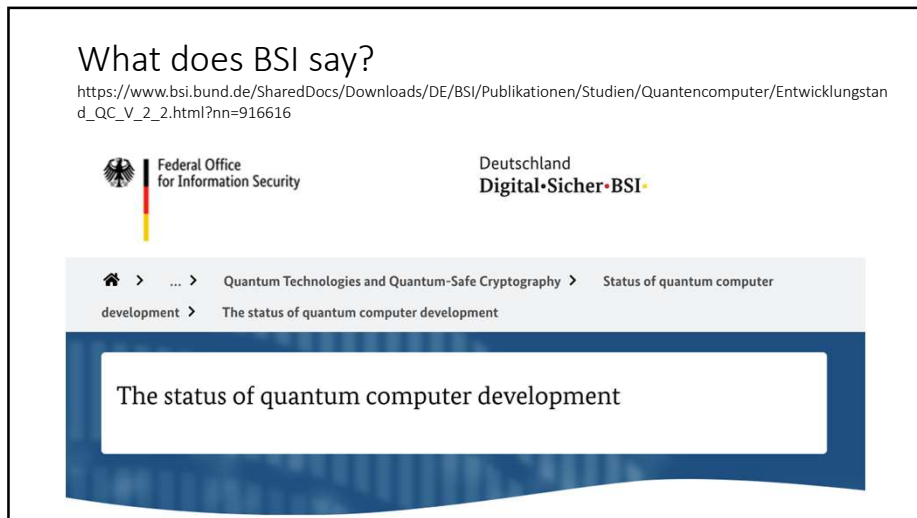 What does BSI say?
https://www.bsi.bund.de/SharedDocs/Downloads/DE/BSI/Publikationen/Studien/Quantencomputer/Entwicklungstan
d_QC_V_2_2.html?nn=916616
Federal Office
for Information Security
Deutschland
Digital•Sicher•BSI•
> ... > Quantum Technologies and Quantum-Safe Cryptography > Status of quantum computer
development > The status of quantum computer development
The status of quantum computer development